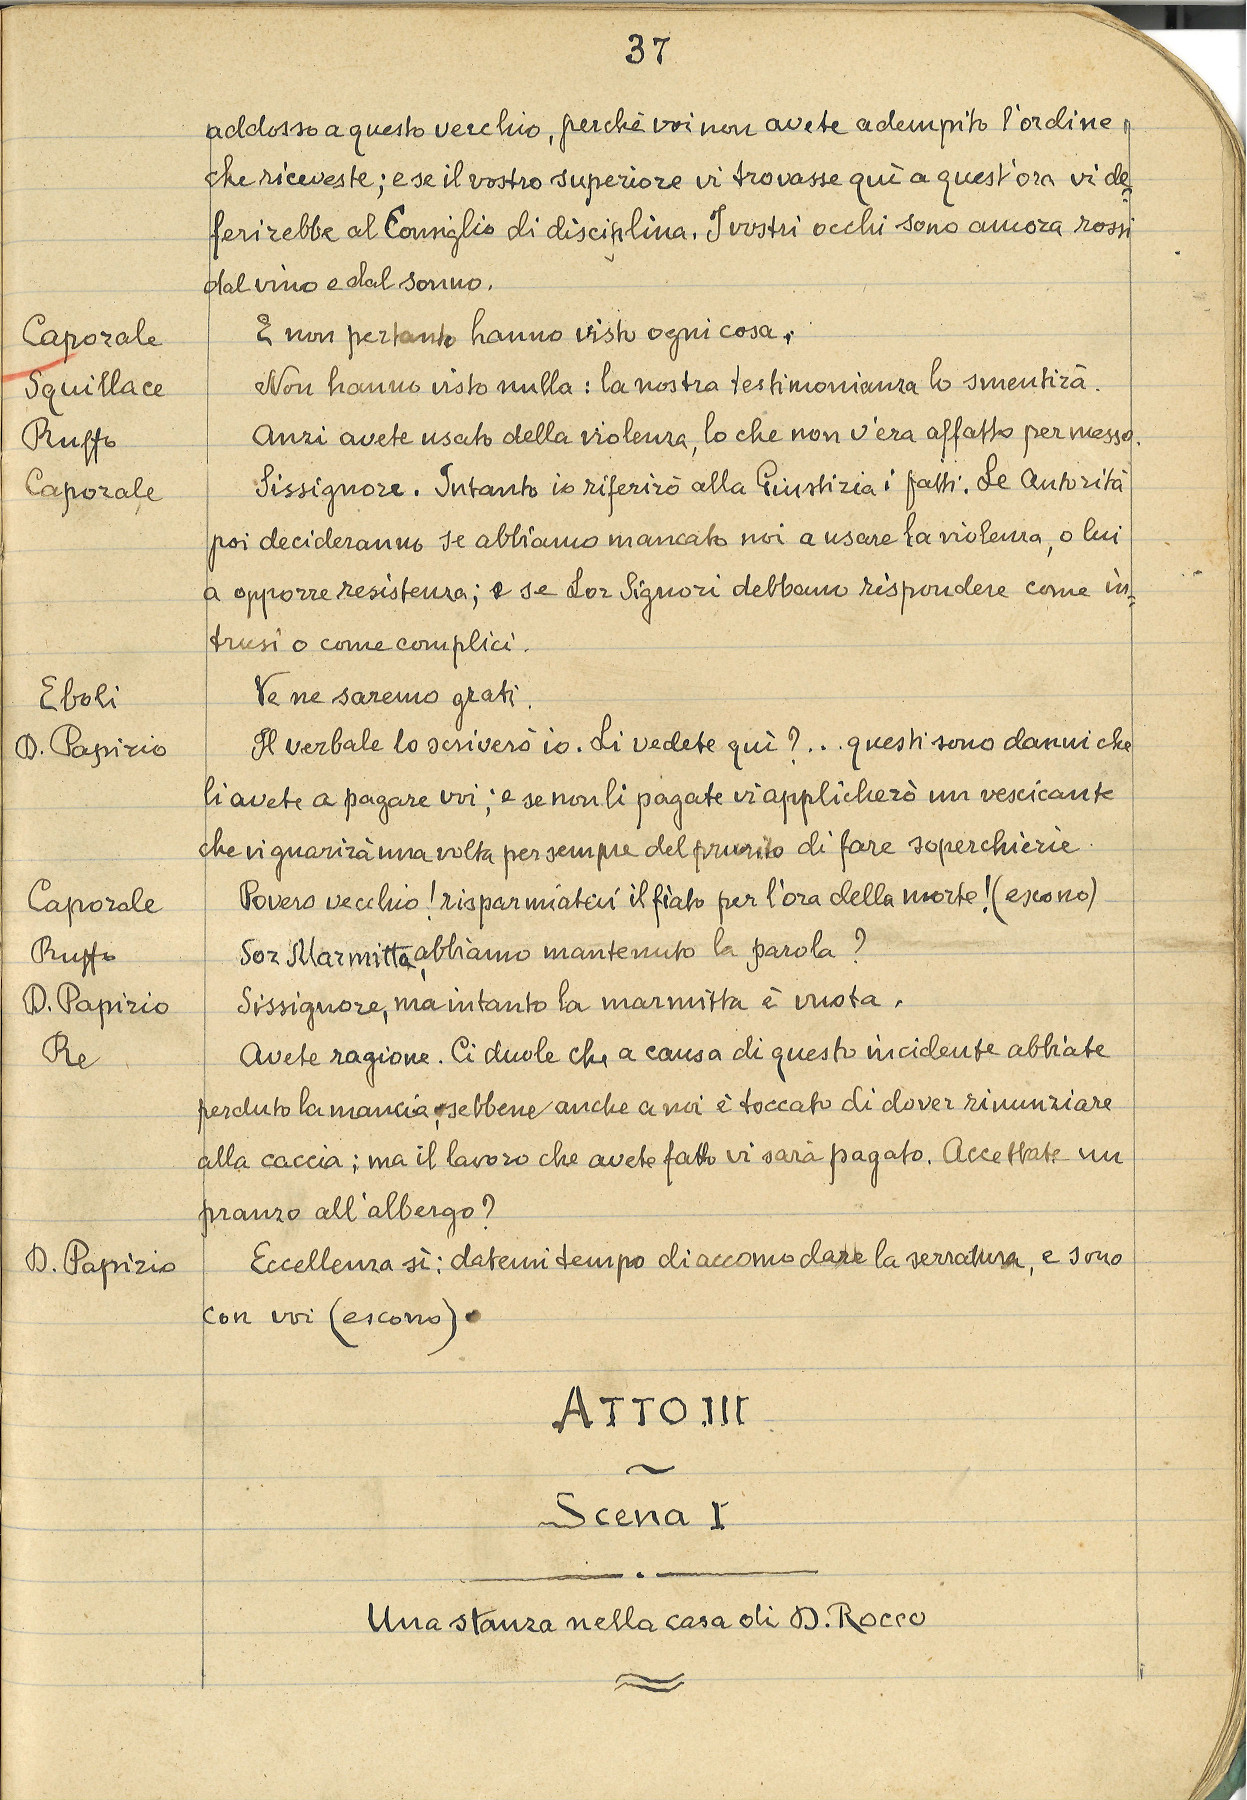 37
addosso a questo vecchio, perchè voi non avete adempito l'ordine
che riceveste; e se il vostro superiore vi trovasse quì a quest'ora vi de=
ferirebbe al Consiglio di disciplina. I vostri occhi sono ancora rossi
dal vino e dal sonno.
Caporale E non pertanto hanno visto ogni cosa.
Squillace Non hanno visto nulla: la nostra testimonianza lo smentirà.
Ruffo Anzi avete usato della violenza, lo che non v'era affatto permesso.
Caporale Sissignore. Intanto io riferirò alla Giustizia i fatti. Le Autorità
poi decideranno se abbiamo mancato noi a usare la violenza, o lui
a opporre resistenza; e se Lor Signori debbano rispondere come in=
trusi o come complici.
Eboli Ve ne saremo grati.
D. Papirio Il verbale lo scriverò io. Li vedete quì?... questi sono danni che
li avete a pagare voi; e se non li pagate vi applicherò un vescicante
che vi guarirà una volta per sempre del prurito di fare soperchierie.
Caporale Povero vecchio! risparmiateci il fiato per l'ora della morte! (escono)
Ruffo Sor Marmitta, abbiamo mantenuto la parola?
D. Papirio Sissignore, ma intanto la marmitta è vuota.
Re Avete ragione. Ci duole che a causa di questo incidente abbiate
perduto la mancia, sebbene anche a noi è toccato di dover rinunziare
alla caccia; ma il lavoro che avete fatto vi sarà pagato. Accettate un
pranzo all'albergo?
D. Papirio Eccellenza sì: datemi tempo di accomodare la serratura, e sono
con voi (escono).
ATTO III
Scena I
Una stanza nella casa di D. Rocco